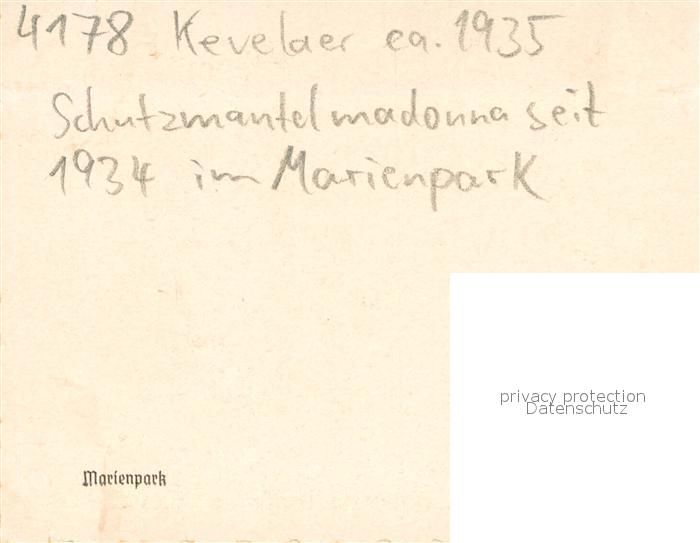 4178 Kevelaer ca. 1935
Schutzmantelmadonna seit
1934 im Marienpark
privacy protection
Datenschutz
Marienpark